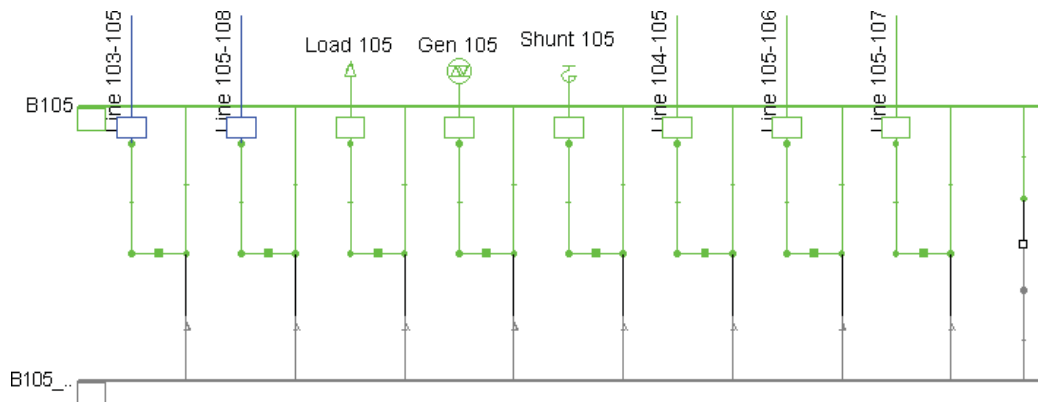 Line 103-105
Line 105-108
Load 105
Gen 105
Shunt 105
Line 104-105
Line 105-106
Line 105-107
B105
B105_..